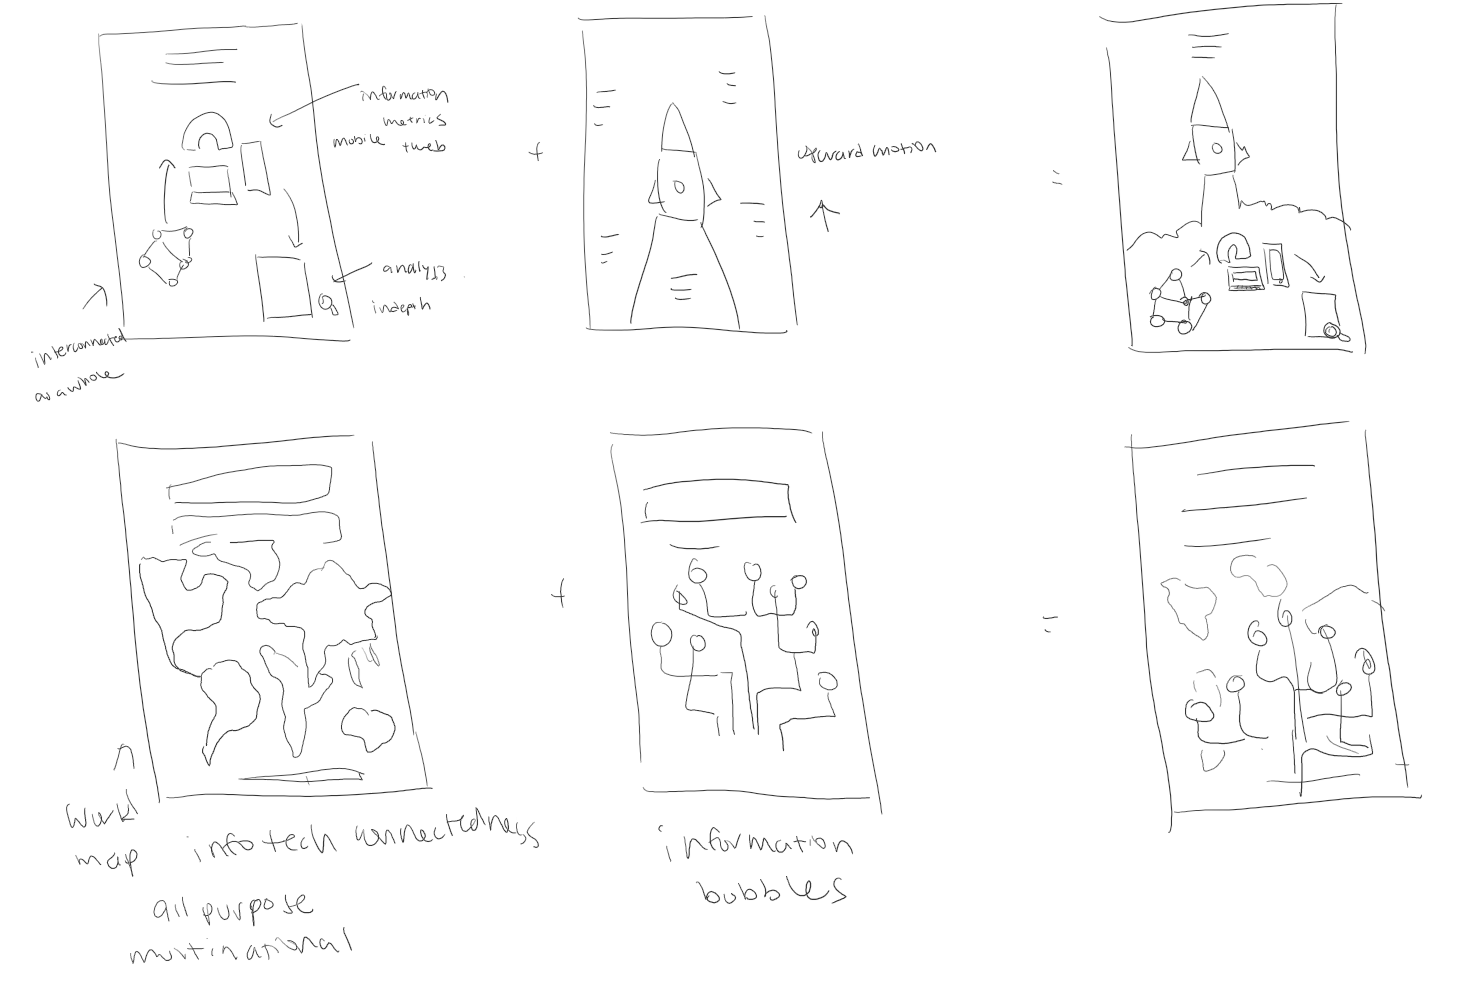 information
metrics
mobile + web
analysis
indepth
interconnected
as a whole
+
upward motion
=
+
=
World
map
info tech connectedness
all purpose
multinational
information
bubbles